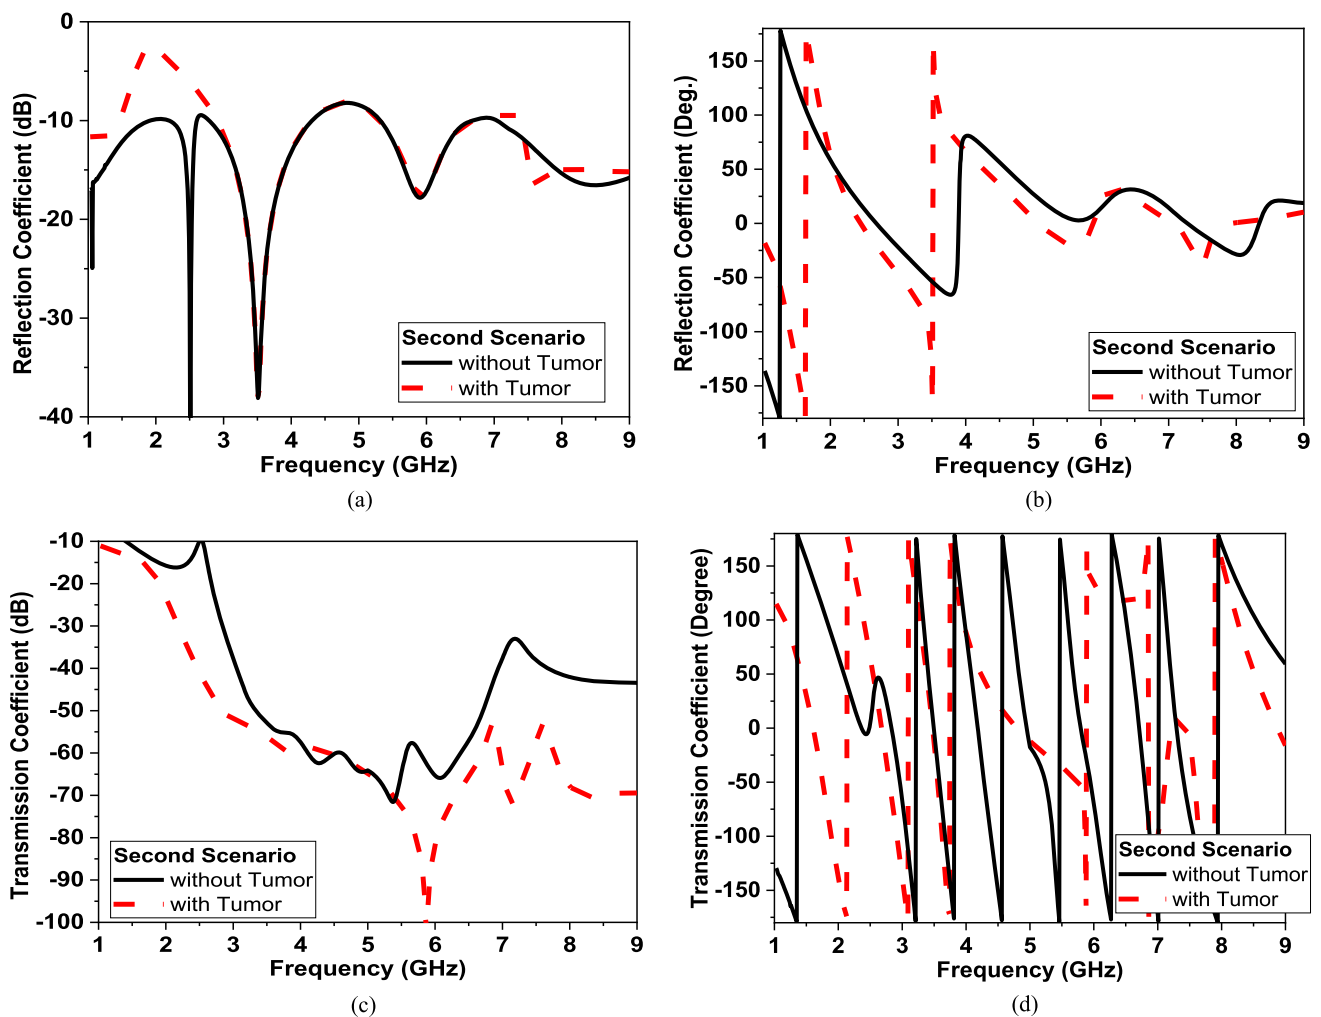 0
-10
-20
-30
-40
1 2 3 4 5 6 7 8 9
Reflection Coefficient (dB)
Frequency (GHz)
Second Scenario
without Tumor
with Tumor
(a)
150
100
50
0
-50
-100
-150
1 2 3 4 5 6 7 8 9
Reflection Coefficient (Deg.)
Frequency (GHz)
Second Scenario
without Tumor
with Tumor
(b)
-10
-20
-30
-40
-50
-60
-70
-80
-90
-100
1 2 3 4 5 6 7 8 9
Transmission Coefficient (dB)
Frequency (GHz)
Second Scenario
without Tumor
with Tumor
(c)
150
100
50
0
-50
-100
-150
1 2 3 4 5 6 7 8 9
Transmission Coefficient (Degree)
Frequency (GHz)
Second Scenario
without Tumor
with Tumor
(d)